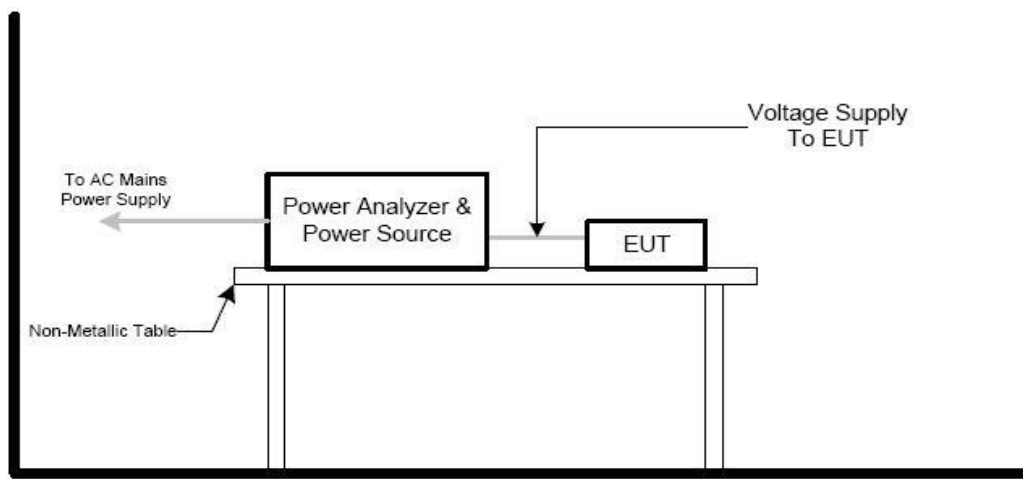 Voltage Supply
To EUT
To AC Mains
Power Supply
Power Analyzer &
Power Source
EUT
Non-Metallic Table